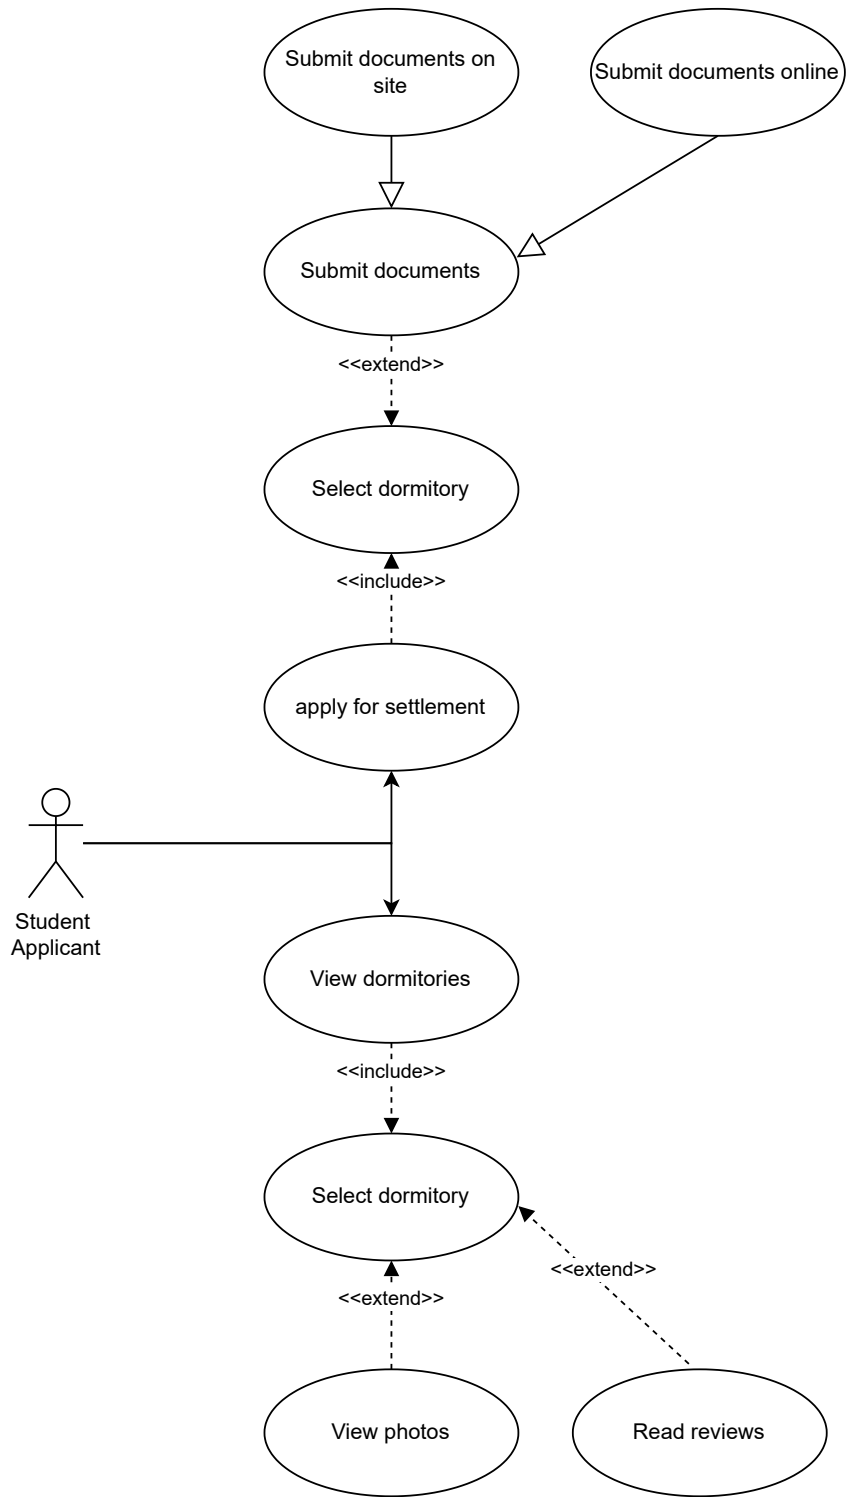 Submit documents on
site
Submit documents online
Submit documents
<<extend>>
Select dormitory
<<include>>
apply for settlement
Student
Applicant
View dormitories
<<include>>
Select dormitory
<<extend>>
<<extend>>
View photos
Read reviews